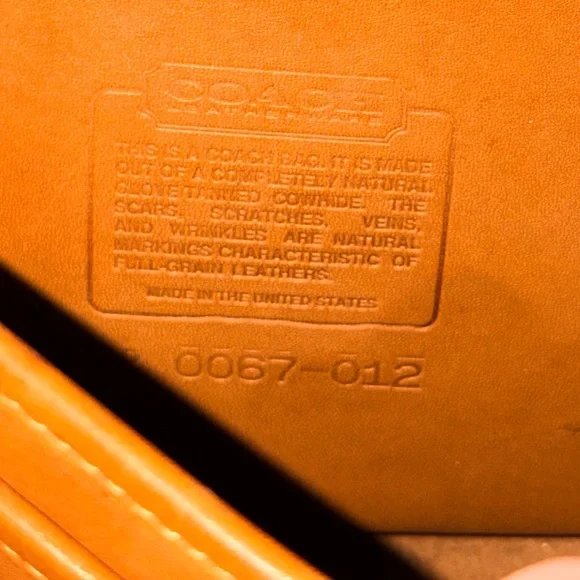 COACH
LEATHERWARE
THIS IS A COACH BAG. IT IS MADE
OUT OF A COMPLETELY NATURAL
GLOVE TANNED COWHIDE. THE
SCARS, SCRATCHES, VEINS,
AND WRINKLES ARE NATURAL
MARKINGS CHARACTERISTIC OF
FULL-GRAIN LEATHERS.
MADE IN THE UNITED STATES
0067-012